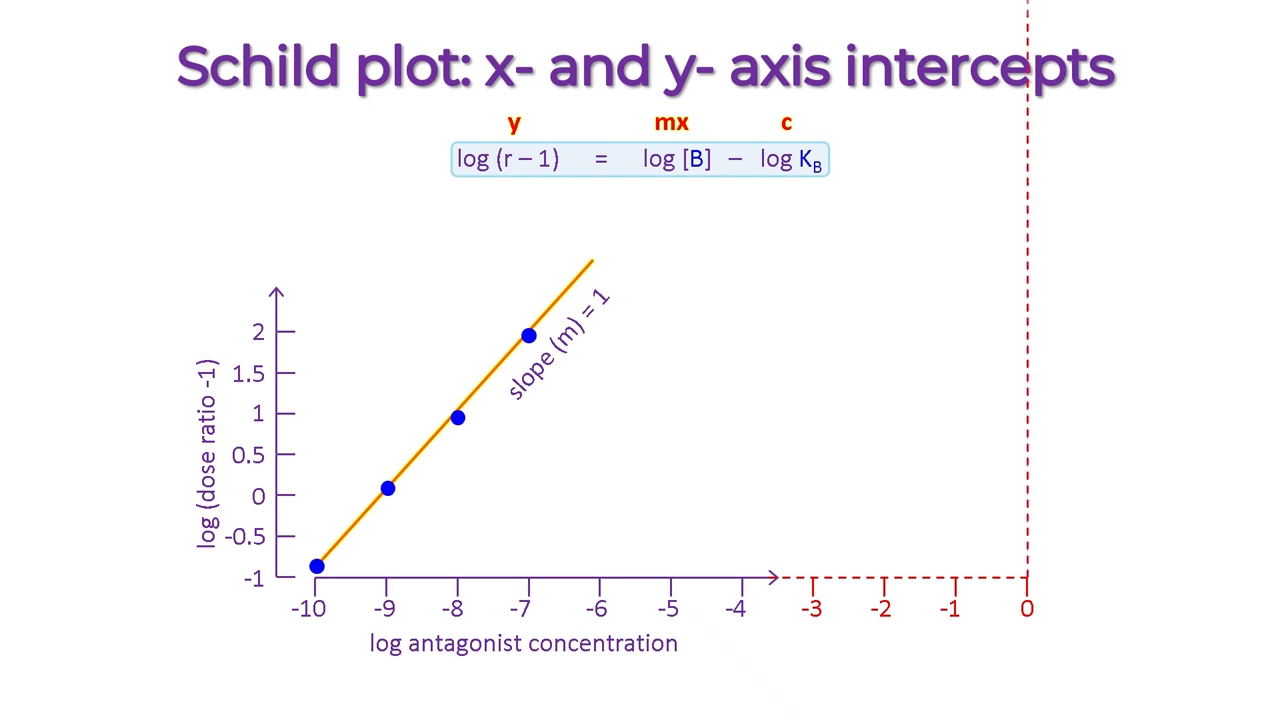 Schild plot: x- and y- axis intercepts
y mx c
log (r – 1) = log [B] – log KB
slope (m) = 1
log (dose ratio -1)
2
1.5
1
0.5
0
-0.5
-1
-10 -9 -8 -7 -6 -5 -4 -3 -2 -1 0
log antagonist concentration